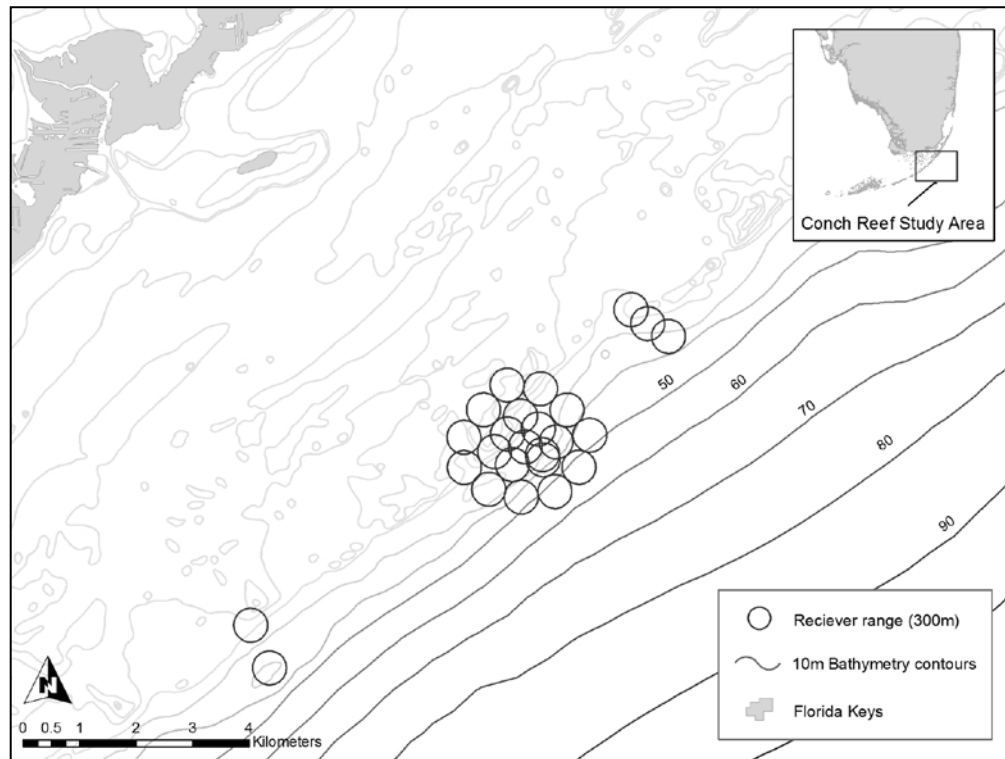 Conch Reef Study Area
50
60
70
80
90
Reciever range (300m)
10m Bathymetry contours
Florida Keys
N
0 0.5 1 2 3 4
Kilometers